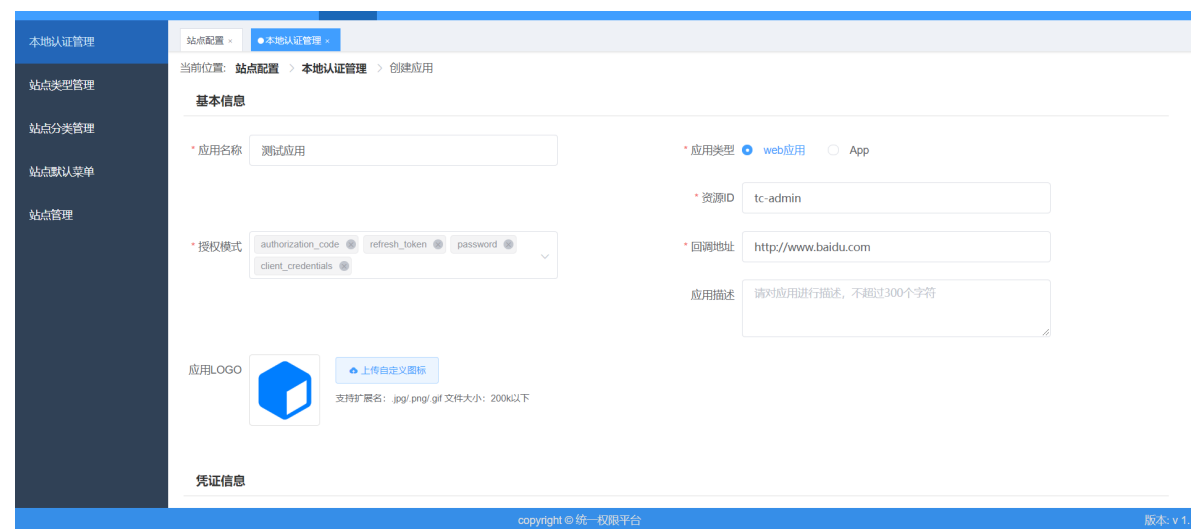 本地认证管理
站点类型管理
站点分类管理
站点默认菜单
站点管理
站点配置 ×
本地认证管理 ×
当前位置: 站点配置 > 本地认证管理 > 创建应用
基本信息
* 应用名称 测试应用
* 应用类型 web应用 App
* 资源ID tc-admin
* 授权模式 authorization_code refresh_token password
client_credentials
* 回调地址 http://www.baidu.com
应用描述 请对应用进行描述，不超过300个字符
应用LOGO
上传自定义图标
支持扩展名：.jpg/.png/.gif 文件大小：200k以下
凭证信息
copyright © 统一权限平台
版本: v 1.